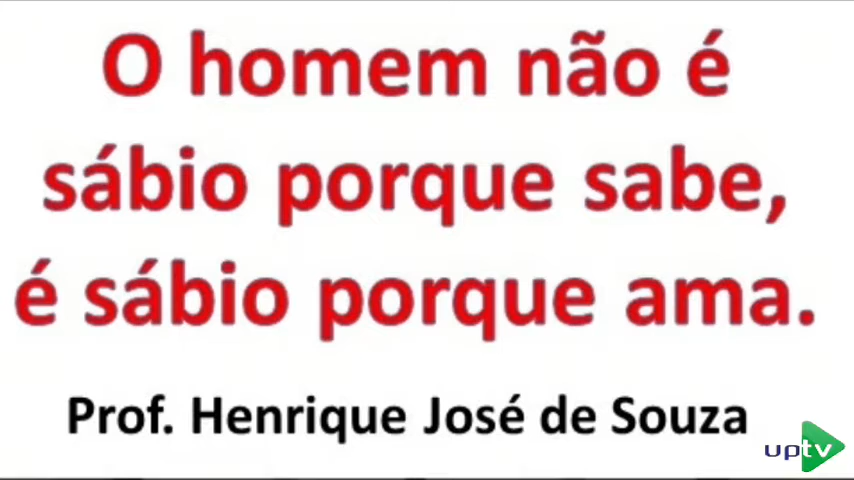 O homem não é
sábio porque sabe,
é sábio porque ama.
Prof. Henrique José de Souza
uptv